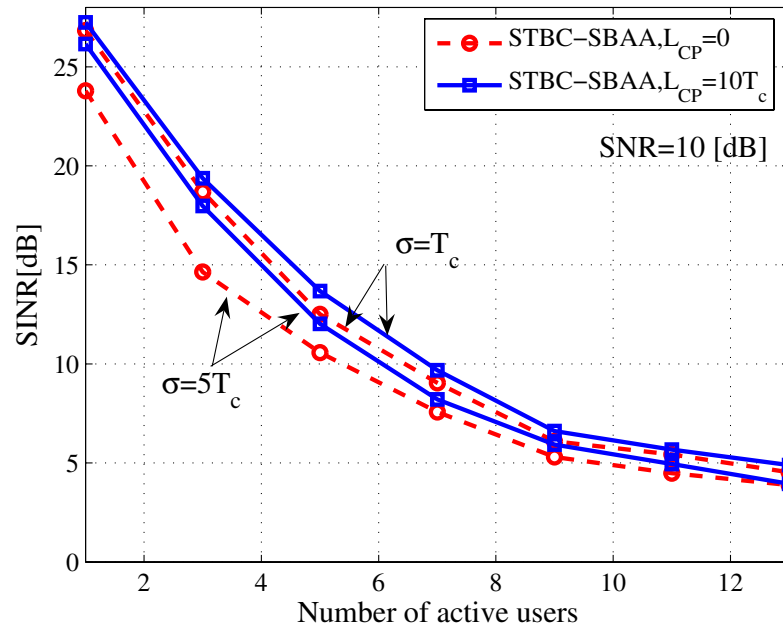 STBC-SBAA,L_CP=0
STBC-SBAA,L_CP=10T_c
SNR=10 [dB]
σ=T_c
σ=5T_c
SINR[dB]
25
20
15
10
5
0
2
4
6
8
10
12
Number of active users